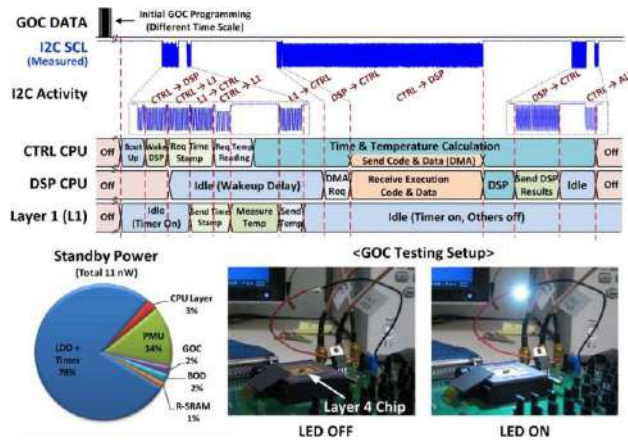 GOC DATA
Initial GOC Programming
(Different Time Scale)
I2C SCL
(Measured)
I2C Activity
CTRL → DSP
CTRL → L1
L1 → CTRL
CTRL → L1
L1 → CTRL
DSP → CTRL
CTRL → DSP
DSP → CTRL
CTRL →
CTRL CPU
Off
Boot Up
Wake DSP
Req Time Stamp
Req Temp Reading
Time & Temperature Calculation
Send Code & Data (DMA)
Off
DSP CPU
Off
Idle (Wakeup Delay)
DMA Req
Receive Execution Code & Data
DSP
Send DSP Results
Idle
Off
Layer 1 (L1)
Off
Idle (Timer On)
Send Time Stamp
Measure Temp
Send Temp
Idle (Timer on, Others off)
Standby Power
(Total 11 nW)
<GOC Testing Setup>
LDO + Timer
78%
CPU Layer
3%
PMU
14%
GOC
2%
BOD
2%
R-SRAM
1%
Layer 4 Chip
LED OFF
LED ON